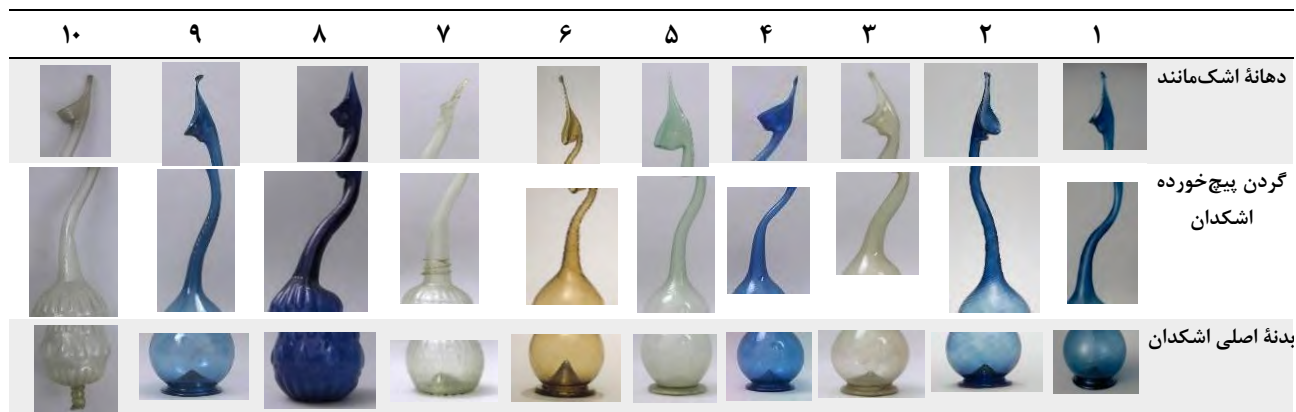 ۱ ۲ ۳ ۴ ۵ ۶ ۷ ۸ ۹ ۱۰
دهانهٔ اشک‌مانند
گردن پیچ‌خورده
اشکدان
بدنهٔ اصلی اشکدان